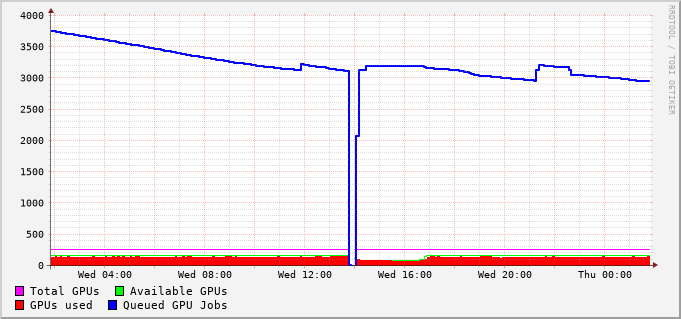 4000
3500
3000
2500
2000
1500
1000
500
0
Wed 04:00 Wed 08:00 Wed 12:00 Wed 16:00 Wed 20:00 Thu 00:00
Total GPUs Available GPUs
GPUs used Queued GPU Jobs
RRDTOOL / TOBI OETIKER